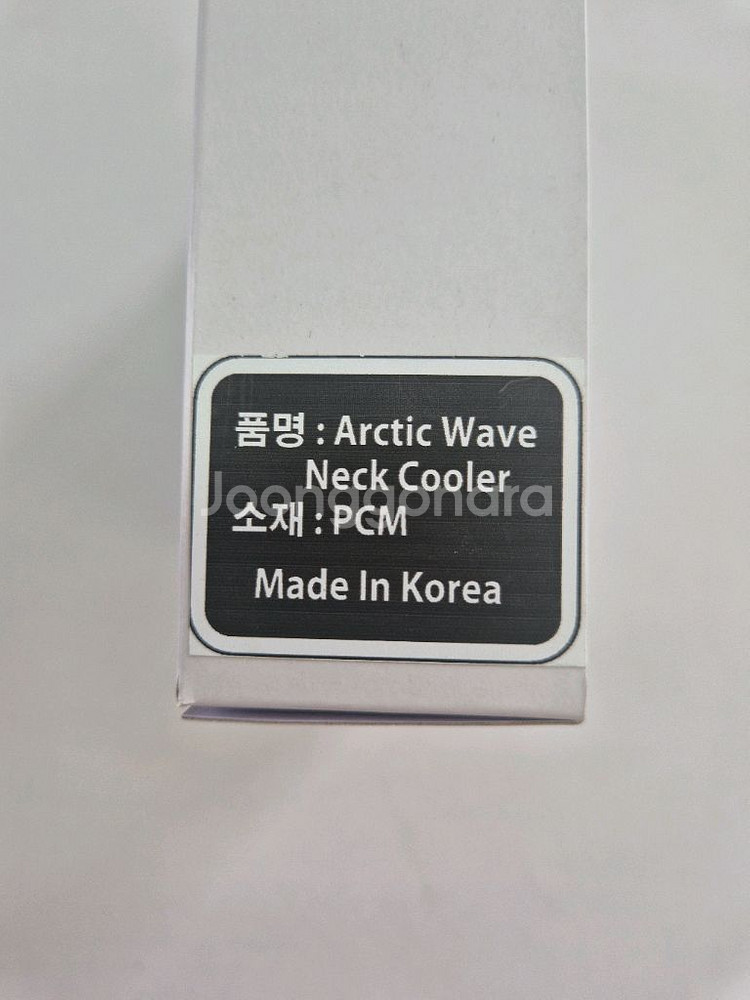 품명 : Arctic Wave
Neck Cooler
Joonggonara
소재 : PCM
Made In Korea